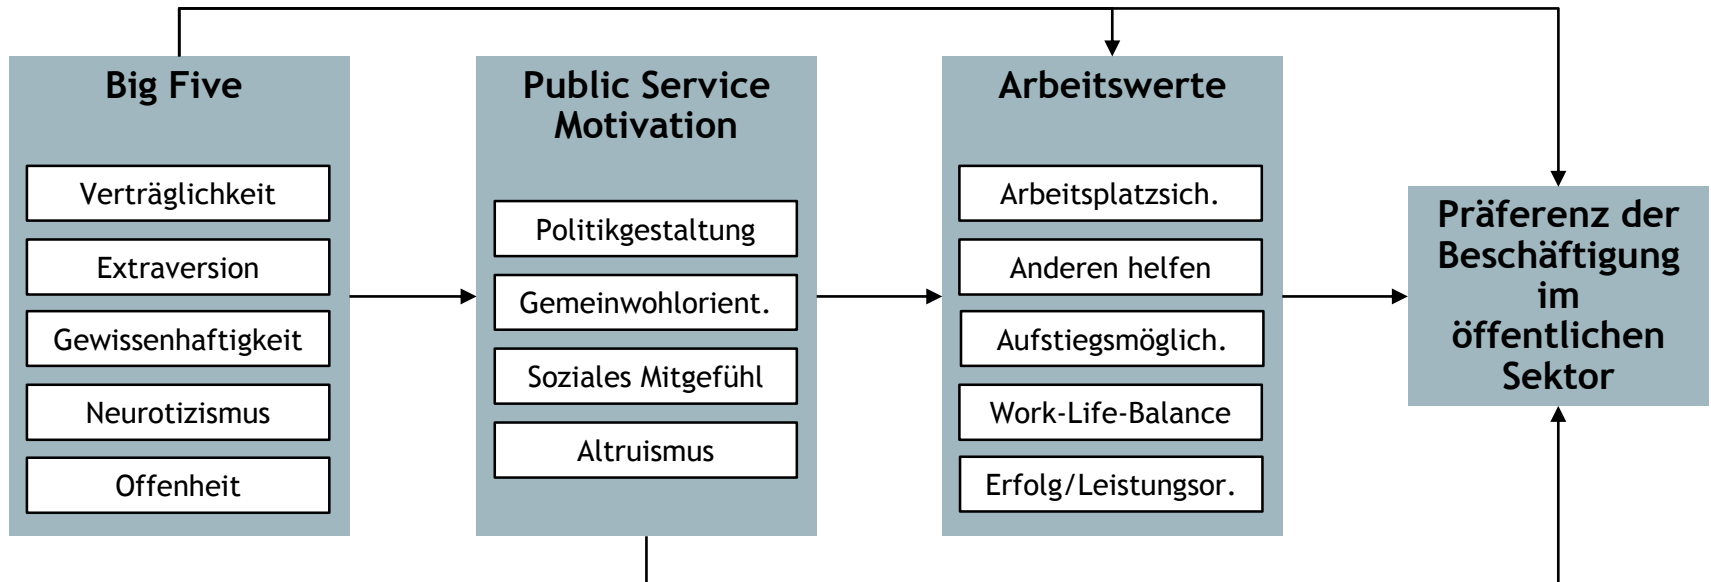 Big Five
Verträglichkeit
Extraversion
Gewissenhaftigkeit
Neurotizismus
Offenheit
Public Service
Motivation
Politikgestaltung
Gemeinwohlorient.
Soziales Mitgefühl
Altruismus
Arbeitswerte
Arbeitsplatzsich.
Anderen helfen
Aufstiegsmöglich.
Work-Life-Balance
Erfolg/Leistungsor.
Präferenz der
Beschäftigung
im
öffentlichen
Sektor